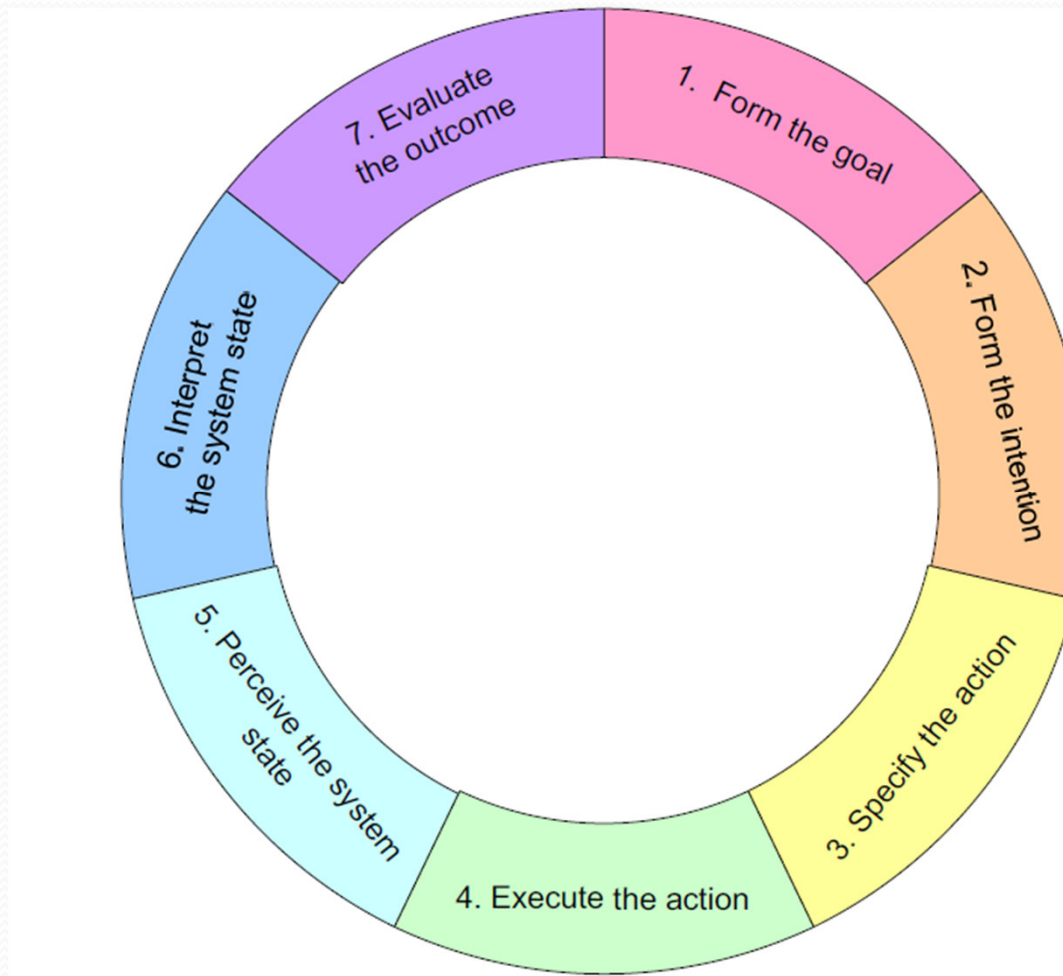 1. Form the goal
2. Form the intention
3. Specify the action
4. Execute the action
5. Perceive the system
state
6. Interpret
the system state
7. Evaluate
the outcome